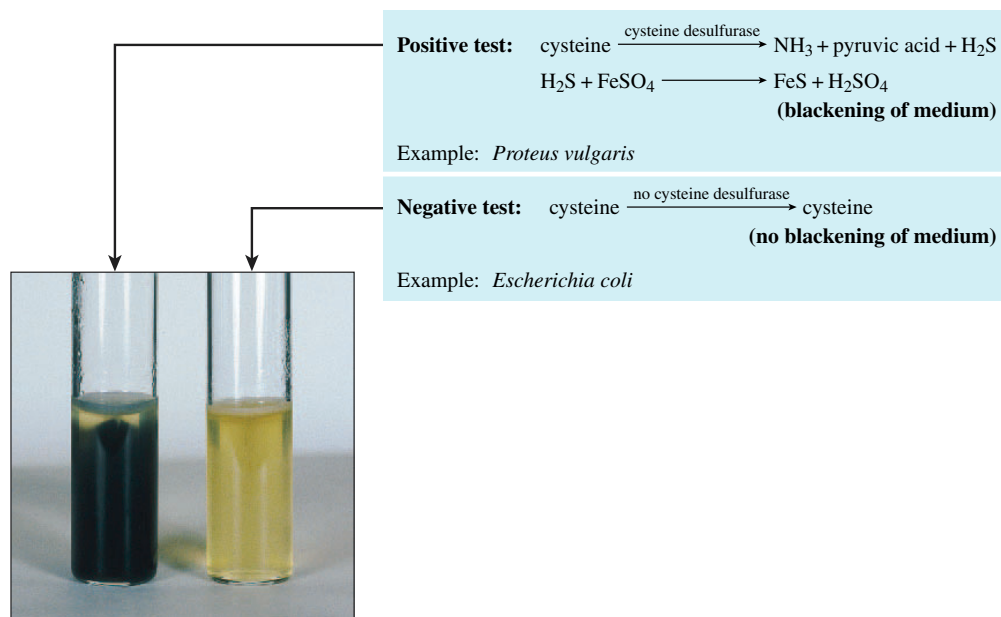 Positive test: cysteine cysteine desulfurase NH₃ + pyruvic acid + H₂S
H₂S + FeSO₄ FeS + H₂SO₄
(blackening of medium)
Example: Proteus vulgaris
Negative test: cysteine no cysteine desulfurase cysteine
(no blackening of medium)
Example: Escherichia coli